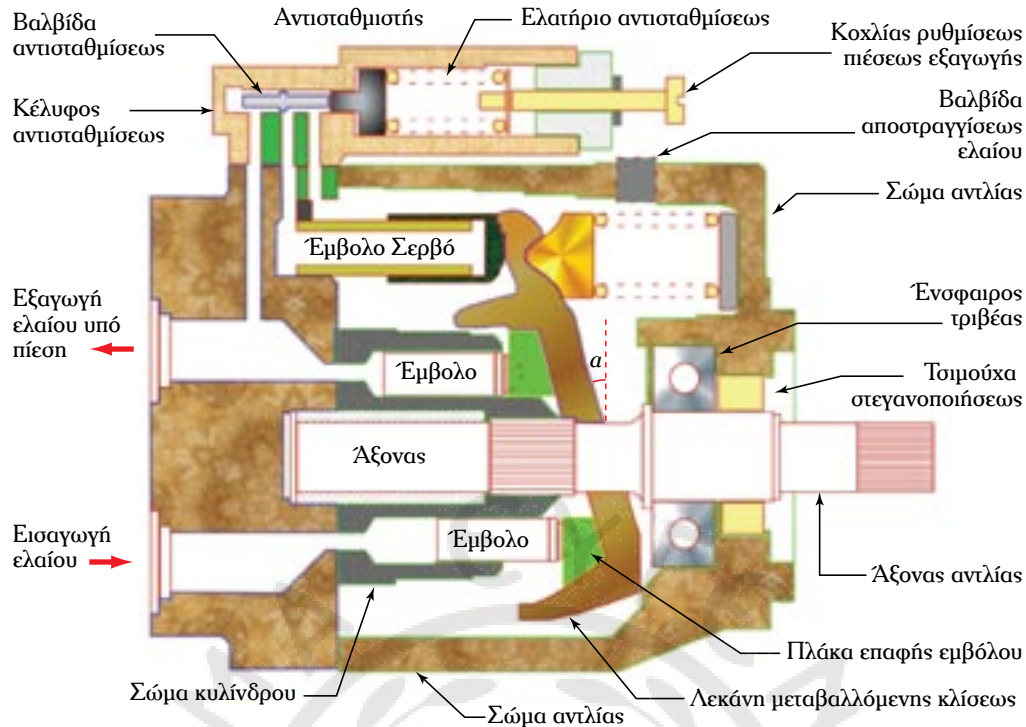 Βαλβίδα
αντισταθμίσεως
Αντισταθμιστής
Ελατήριο αντισταθμίσεως
Κοχλίας ρυθμίσεως
πιέσεως εξαγωγής
Κέλυφος
αντισταθμίσεως
Βαλβίδα
αποστραγγίσεως
ελαίου
Σώμα αντλίας
Έμβολο Σερβό
Εξαγωγή
ελαίου υπό
πίεση
Ένσφαιρος
τριβέας
a
Έμβολο
Τσιμούχα
στεγανοποιήσεως
Άξονας
Εισαγωγή
ελαίου
Έμβολο
Άξονας αντλίας
Πλάκα επαφής εμβόλου
Σώμα κυλίνδρου
Λεκάνη μεταβαλλόμενης κλίσεως
Σώμα αντλίας